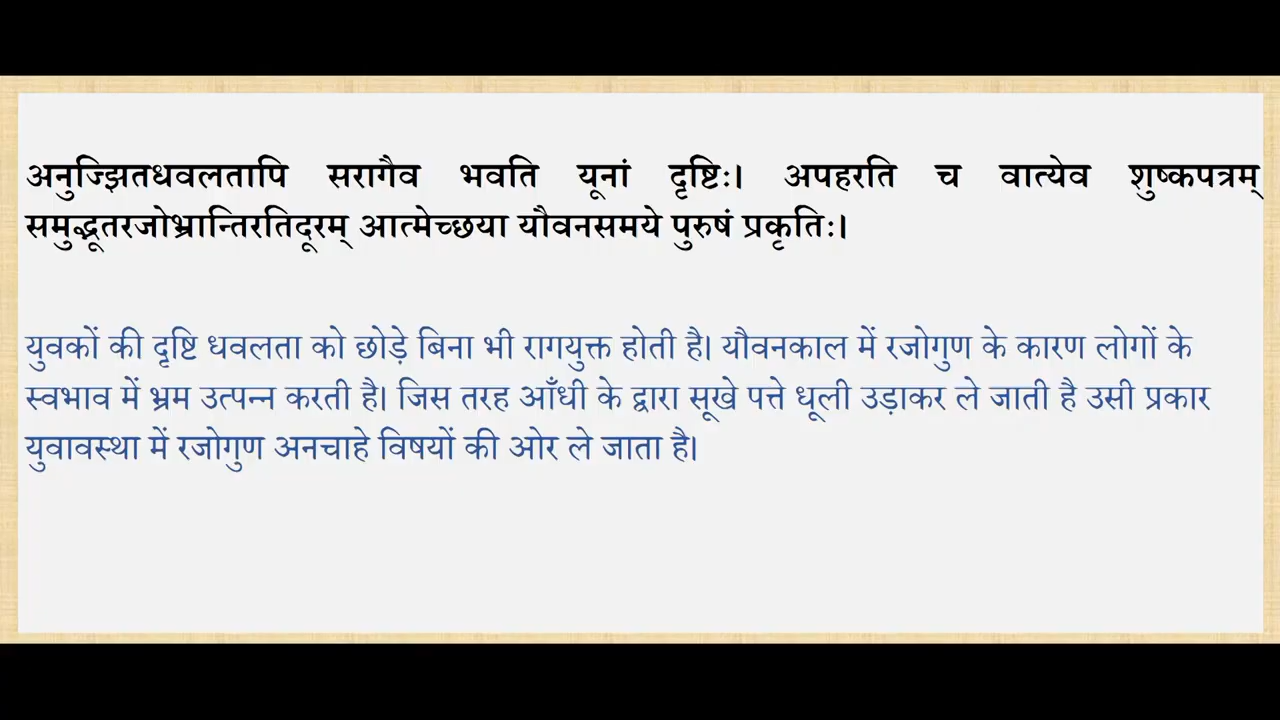 अनुज्झितधवलतापि सरागैव भवति यूनां दृष्टिः। अपहरति च वात्येव शुष्कपत्रम्
समुद्भूतरजोभ्रान्तिरतिदूरम् आत्मेच्छया यौवनसमये पुरुषं प्रकृतिः।
युवकों की दृष्टि धवलता को छोड़े बिना भी रागयुक्त होती है। यौवनकाल में रजोगुण के कारण लोगों के
स्वभाव में भ्रम उत्पन्न करती है। जिस तरह आँधी के द्वारा सूखे पत्ते धूली उड़ाकर ले जाती है उसी प्रकार
युवावस्था में रजोगुण अनचाहे विषयों की ओर ले जाता है।